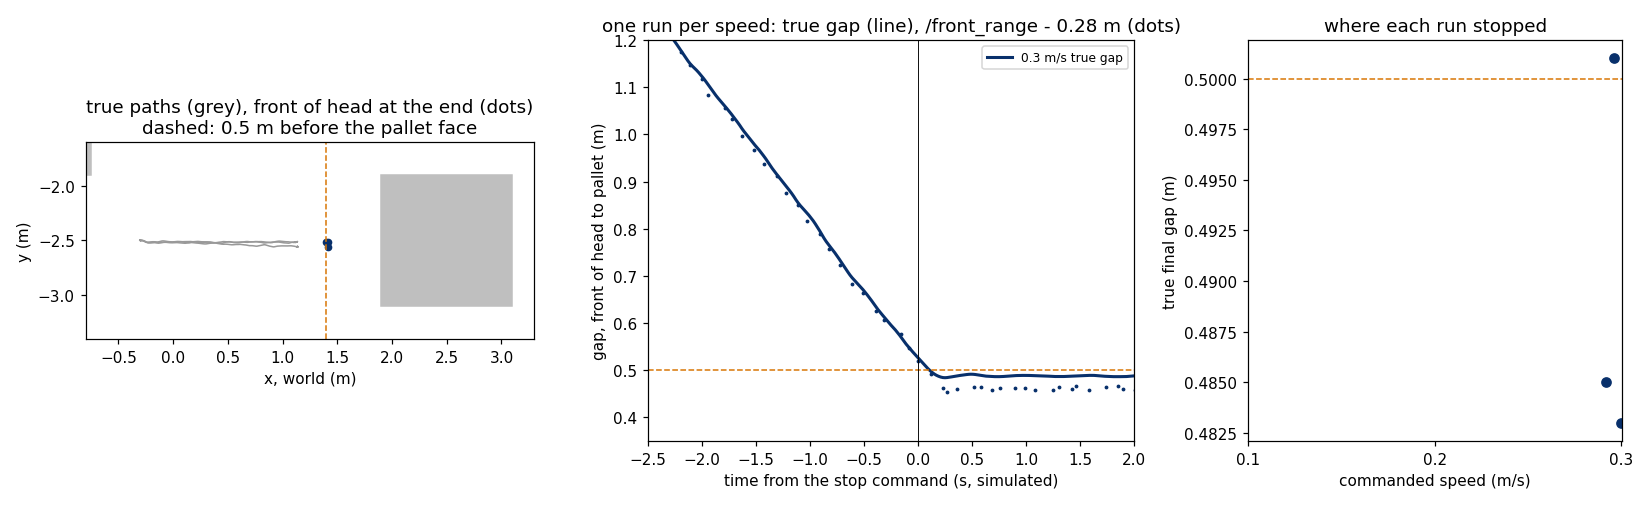 true paths (grey), front of head at the end (dots)
dashed: 0.5 m before the pallet face
−2.0
−2.5
−3.0
y (m)
−0.5 0.0 0.5 1.0 1.5 2.0 2.5 3.0
x, world (m)
one run per speed: true gap (line), /front_range - 0.28 m (dots)
0.3 m/s true gap
1.2
1.1
1.0
0.9
0.8
0.7
0.6
0.5
0.4
gap, front of head to pallet (m)
−2.5 −2.0 −1.5 −1.0 −0.5 0.0 0.5 1.0 1.5 2.0
time from the stop command (s, simulated)
where each run stopped
0.5000
0.4975
0.4950
0.4925
0.4900
0.4875
0.4850
0.4825
true final gap (m)
0.1 0.2 0.3
commanded speed (m/s)